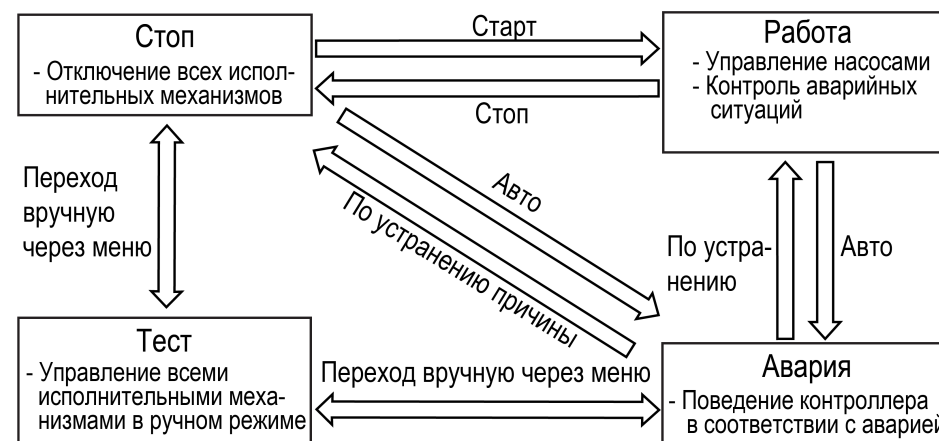 Стоп
- Отключение всех испол-
нительных механизмов
Старт
Стоп
Работа
- Управление насосами
- Контроль аварийных
ситуаций
Переход
вручную
через меню
Авто
По устранению причины
По устра-
нению
Авто
Тест
- Управление всеми
исполнительными меха-
низмами в ручном режиме
Переход вручную через меню
Авария
- Поведение контроллера
в соответствии с аварией